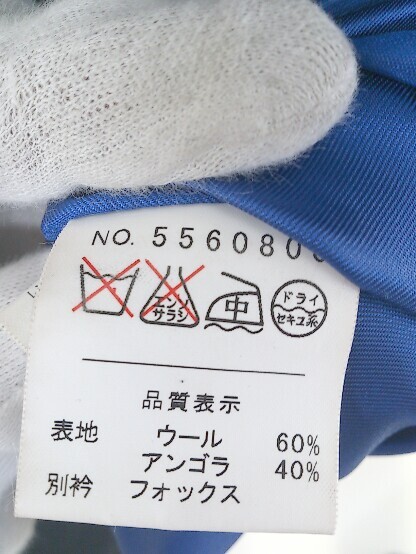 NO. 556080
エンソ サラシ
中
ドライ
セキユ系
品質表示
表地 ウール 60%
アンゴラ 40%
別衿 フォックス